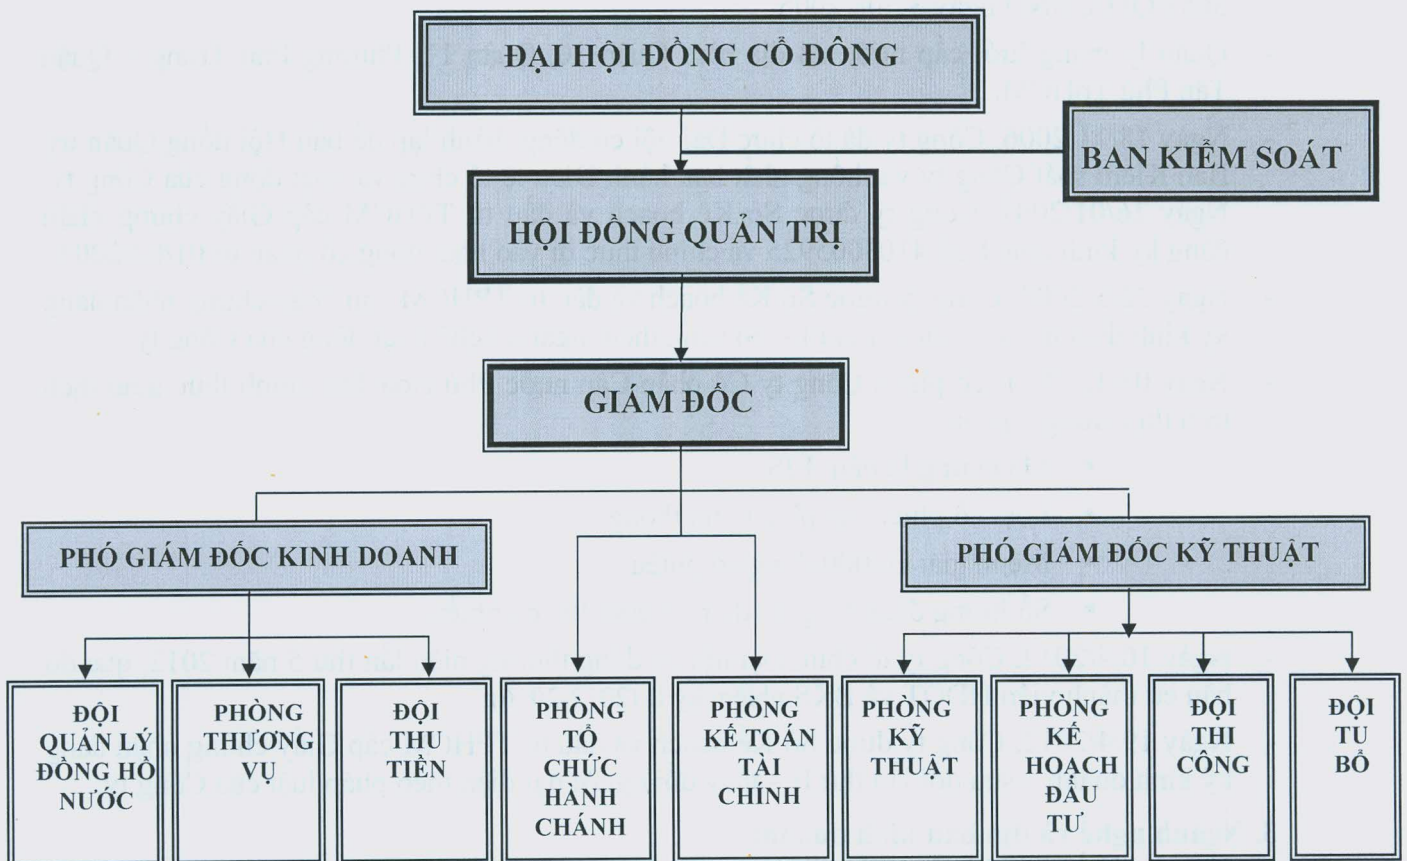 ĐẠI HỘI ĐỒNG CỔ ĐÔNG
BAN KIỂM SOÁT
HỘI ĐỒNG QUẢN TRỊ
GIÁM ĐỐC
PHÓ GIÁM ĐỐC KINH DOANH
PHÓ GIÁM ĐỐC KỸ THUẬT
ĐỘI
QUẢN LÝ
ĐỒNG HỒ
NƯỚC
PHÒNG
THƯƠNG
VỤ
ĐỘI
THU
TIỀN
PHÒNG
TỔ
CHỨC
HÀNH
CHÁNH
PHÒNG
KẾ TOÁN
TÀI
CHÍNH
PHÒNG
KỸ
THUẬT
PHÒNG
KẾ
HOẠCH
ĐẦU
TƯ
ĐỘI
THI
CÔNG
ĐỘI
TU
BỔ